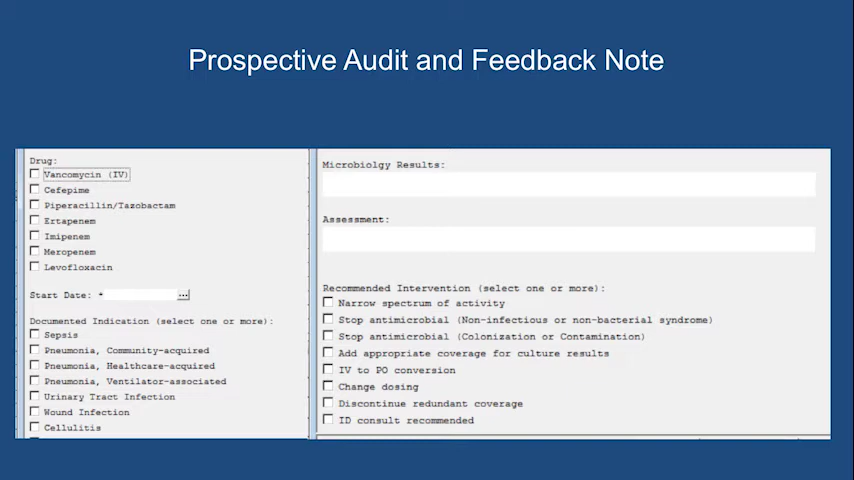 Prospective Audit and Feedback Note
Drug:
Vancomycin (IV)
Cefepime
Piperacillin/Tazobactam
Ertapenem
Imipenem
Meropenem
Levofloxacin
Start Date: *
...
Documented Indication (select one or more):
Sepsis
Pneumonia, Community-acquired
Pneumonia, Healthcare-acquired
Pneumonia, Ventilator-associated
Urinary Tract Infection
Wound Infection
Cellulitis
Microbiolgy Results:
Assessment:
Recommended Intervention (select one or more):
Narrow spectrum of activity
Stop antimicrobial (Non-infectious or non-bacterial syndrome)
Stop antimicrobial (Colonization or Contamination)
Add appropriate coverage for culture results
IV to PO conversion
Change dosing
Discontinue redundant coverage
ID consult recommended